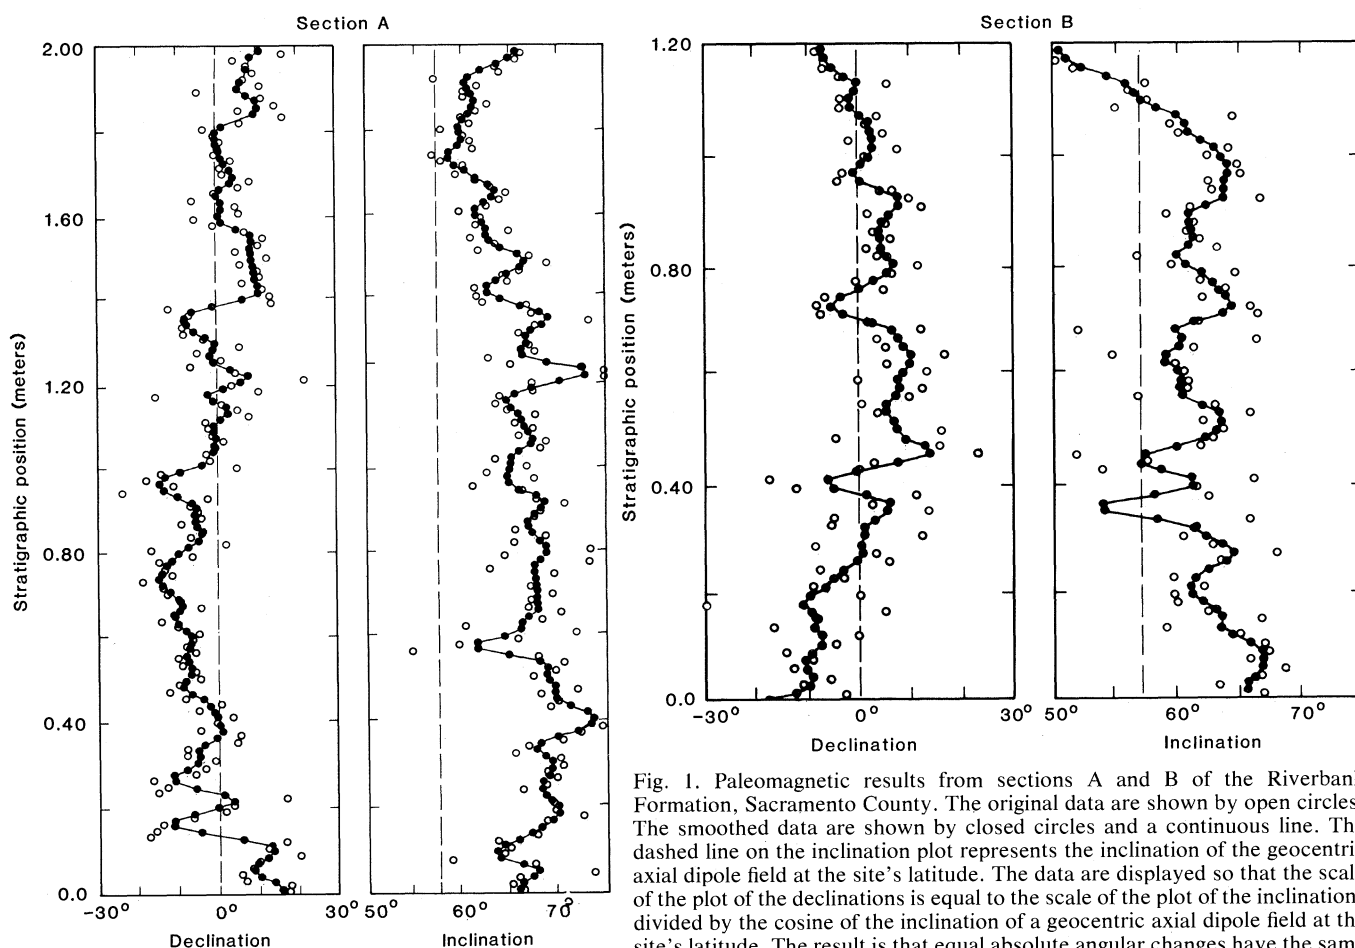 Section A
Section B
2.00
1.60
1.20
0.80
0.40
0.0
Stratigraphic position (meters)
-30°
0°
30°
50°
60°
70°
Declination
Inclination
1.20
0.80
0.40
0.0
Stratigraphic position (meters)
-30°
0°
30°
50°
60°
70°
Declination
Inclination
Fig. 1. Paleomagnetic results from sections A and B of the
Formation, Sacramento County. The original data are shown by open circles
The smoothed data are shown by closed circles and a continuous line.
dashed line on the inclination plot represents the inclination of the
axial dipole field at the site's latitude. The data are displayed so that the
of the plot of the declinations is equal to the scale of the plot of the inclination
divided by the cosine of the inclination of a geocentric axial dipole field at
site's latitude. The result is that equal absolute angular changes have the